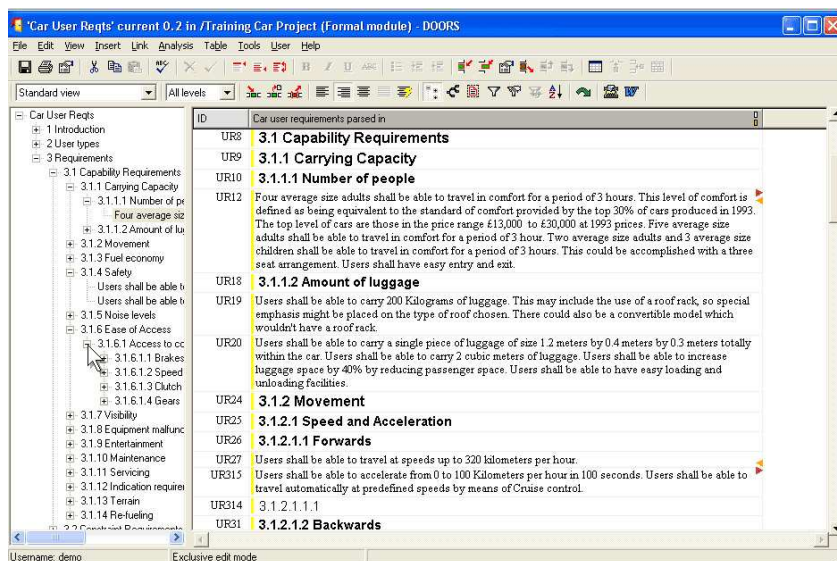 'Car User Reqts' current 0.2 in /Training Car Project (Formal module) - DOORS
File Edit View Insert Link Analysis Table Tools User Help
Standard view All levels
Car User Reqts
1 Introduction
2 User types
3 Requirements
3.1 Capability Requirements
3.1.1 Carrying Capacity
3.1.1.1 Number of pe
Four average siz
3.1.1.2 Amount of lu
3.1.2 Movement
3.1.3 Fuel economy
3.1.4 Safety
Users shall be able t
Users shall be able t
3.1.5 Noise levels
3.1.6 Ease of Access
3.1.6.1 Access to co
3.1.6.1.1 Brakes
3.1.6.1.2 Speed
3.1.6.1.3 Clutch
3.1.6.1.4 Gears
3.1.7 Visibility
3.1.8 Equipment malfunc
3.1.9 Entertainment
3.1.10 Maintenance
3.1.11 Servicing
3.1.12 Indication requirer
3.1.13 Terrain
3.1.14 Re-fueling
3.2 Constraint Requirements
ID Car user requirements parsed in
UR8 3.1 Capability Requirements
UR9 3.1.1 Carrying Capacity
UR10 3.1.1.1 Number of people
UR12 Four average size adults shall be able to travel in comfort for a period of 3 hours. This level of comfort is
defined as being equivalent to the standard of comfort provided by the top 30% of cars produced in 1993.
The top level of cars are those in the price range £13,000 to £30,000 at 1993 prices. Five average size
adults shall be able to travel in comfort for a period of 3 hour. Two average size adults and 3 average size
children shall be able to travel in comfort for a period of 3 hours. This could be accomplished with a three
seat arrangement. Users shall have easy entry and exit.
UR18 3.1.1.2 Amount of luggage
UR19 Users shall be able to carry 200 Kilograms of luggage. This may include the use of a roof rack, so special
emphasis might be placed on the type of roof chosen. There could also be a convertible model which
wouldn't have a roof rack.
UR20 Users shall be able to carry a single piece of luggage of size 1.2 meters by 0.4 meters by 0.3 meters totally
within the car. Users shall be able to carry 2 cubic meters of luggage. Users shall be able to increase
luggage space by 40% by reducing passenger space. Users shall be able to have easy loading and
unloading facilities.
UR24 3.1.2 Movement
UR25 3.1.2.1 Speed and Acceleration
UR26 3.1.2.1.1 Forwards
UR27 Users shall be able to travel at speeds up to 320 kilometers per hour.
UR315 Users shall be able to accelerate from 0 to 100 Kilometers per hour in 100 seconds. Users shall be able to
travel automatically at predefined speeds by means of Cruise control.
UR314 3.1.2.1.1.1
UR31 3.1.2.1.2 Backwards
Username: demo Exclusive edit mode